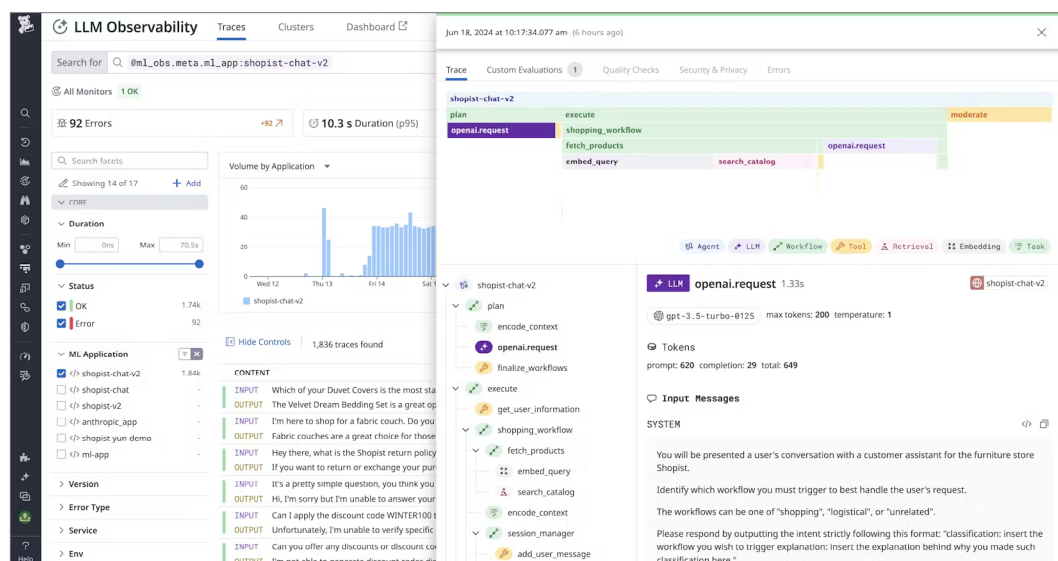 LLM Observability
Traces
Clusters
Dashboard
Search for
@ml_obs.meta.ml_app:shopist-chat-v2
All Monitors 1 OK
92 Errors +92
10.3 s Duration (p95)
Search facets
Showing 14 of 17
+ Add
CORE
Duration
Min 0ns Max 70.5s
Status
OK 1.74k
Error 92
ML Application
</> shopist-chat-v2 1.84k
</> shopist-chat -
</> shopist-v2 -
</> anthropic_app -
</> shopist yun demo -
</> ml-app -
Version
Error Type
Service
Env
Help
Volume by Application
60
40
20
0
Wed 12 Thu 13 Fri 14 Sat 1
shopist-chat-v2
Hide Controls
1,836 traces found
CONTENT
INPUT Which of your Duvet Covers is the most sta
OUTPUT The Velvet Dream Bedding Set is a great op
INPUT I'm here to shop for a fabric couch. Do you
OUTPUT Fabric couches are a great choice for those
INPUT Hey there, what is the Shopist return policy
OUTPUT If you want to return or exchange your pur
INPUT It's a pretty simple question, you think you
OUTPUT Hi, I'm sorry but I'm unable to answer your
INPUT Can I apply the discount code WINTER100 t
OUTPUT Unfortunately, I'm unable to verify specific
INPUT Can you offer any discounts or discount co
Jun 18, 2024 at 10:17:34.077 am (6 hours ago)
Trace
Custom Evaluations 1
Quality Checks
Security & Privacy
Errors
shopist-chat-v2
plan execute moderate
openai.request shopping_workflow
fetch_products openai.request
embed_query search_catalog
Agent
LLM
Workflow
Tool
Retrieval
Embedding
Task
shopist-chat-v2
plan
encode_context
openai.request
finalize_workflows
execute
get_user_information
shopping_workflow
fetch_products
embed_query
search_catalog
encode_context
session_manager
add_user_message
LLM openai.request 1.33s
shopist-chat-v2
gpt-3.5-turbo-0125 max tokens: 200 temperature: 1
Tokens
prompt: 620 completion: 29 total: 649
Input Messages
SYSTEM </>
You will be presented a user's conversation with a customer assistant for the furniture store
Shopist.
Identify which workflow you must trigger to best handle the user's request.
The workflows can be one of "shopping", "logistical", or "unrelated".
Please respond by outputting the intent strictly following this format: "classification: insert the
workflow you wish to trigger explanation: insert the explanation behind why you made such
classification here."